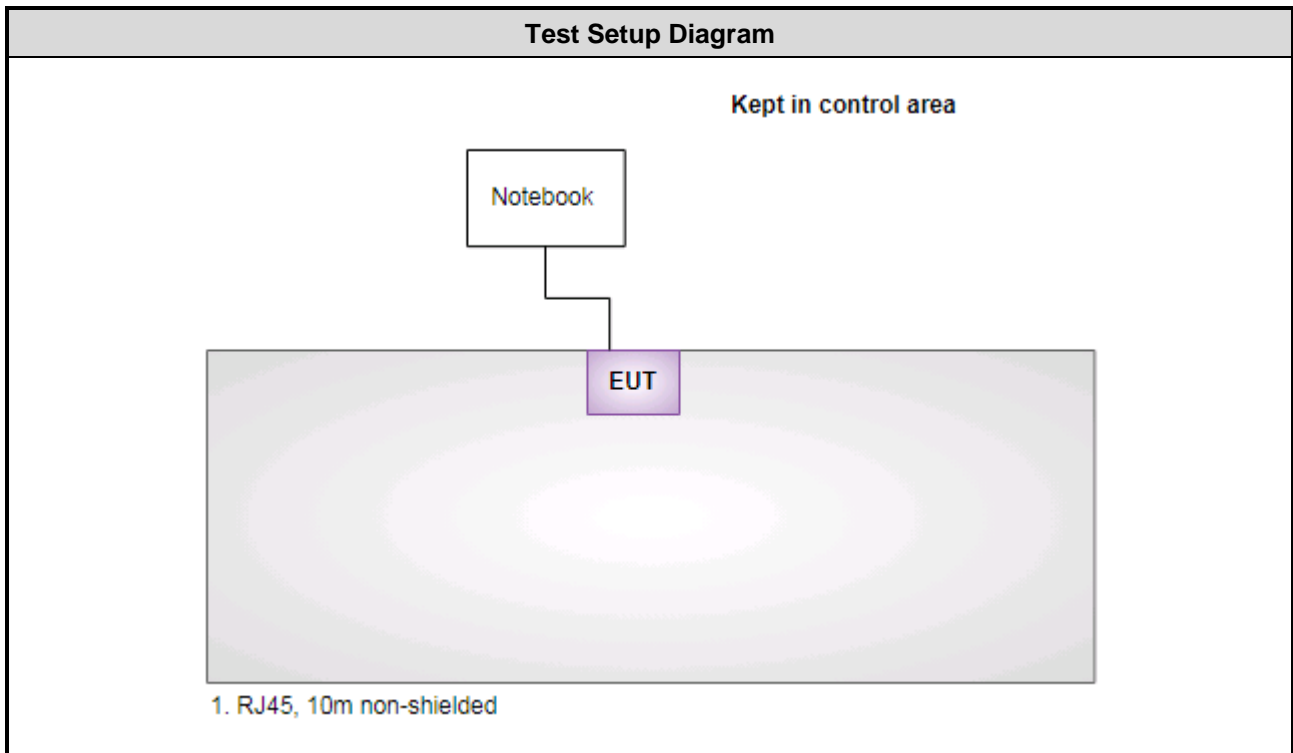 Test Setup Diagram
Kept in control area
Notebook
EUT
1. RJ45, 10m non-shielded